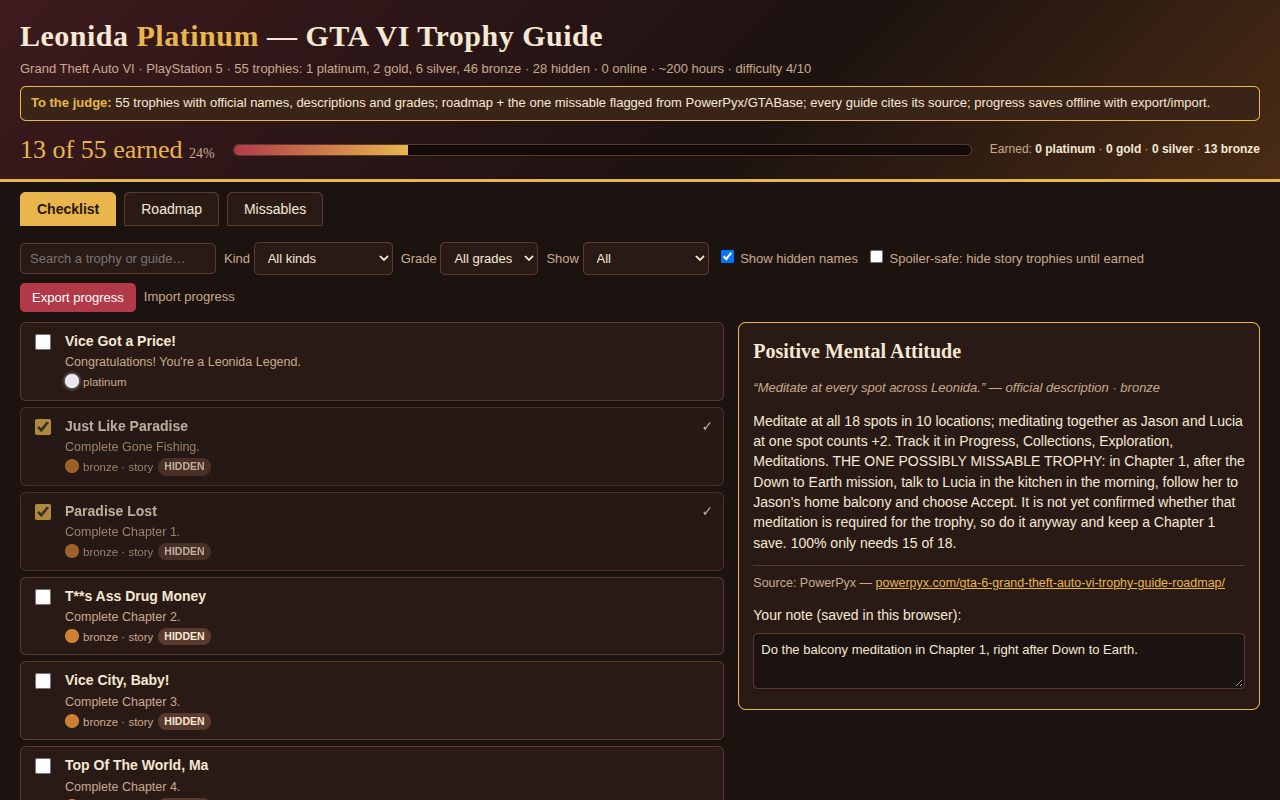 Leonida Platinum — GTA VI Trophy Guide
Grand Theft Auto VI · PlayStation 5 · 55 trophies: 1 platinum, 2 gold, 6 silver, 46 bronze · 28 hidden · 0 online · ~200 hours · difficulty 4/10
To the judge: 55 trophies with official names, descriptions and grades; roadmap + the one missable flagged from PowerPyx/GTABase; every guide cites its source; progress saves offline with export/import.
13 of 55 earned 24%
Earned: 0 platinum · 0 gold · 0 silver · 13 bronze
Checklist Roadmap Missables
Search a trophy or guide… Kind All kinds Grade All grades Show All Show hidden names Spoiler-safe: hide story trophies until earned
Export progress Import progress
Vice Got a Price!
Congratulations! You're a Leonida Legend.
platinum
Just Like Paradise ✓
Complete Gone Fishing.
bronze · story HIDDEN
Paradise Lost ✓
Complete Chapter 1.
bronze · story HIDDEN
T**s Ass Drug Money
Complete Chapter 2.
bronze · story HIDDEN
Vice City, Baby!
Complete Chapter 3.
bronze · story HIDDEN
Top Of The World, Ma
Complete Chapter 4.
Positive Mental Attitude
“Meditate at every spot across Leonida.” — official description · bronze
Meditate at all 18 spots in 10 locations; meditating together as Jason and Lucia
at one spot counts +2. Track it in Progress, Collections, Exploration,
Meditations. THE ONE POSSIBLY MISSABLE TROPHY: in Chapter 1, after the
Down to Earth mission, talk to Lucia in the kitchen in the morning, follow her to
Jason's home balcony and choose Accept. It is not yet confirmed whether that
meditation is required for the trophy, so do it anyway and keep a Chapter 1
save. 100% only needs 15 of 18.
Source: PowerPyx — powerpyx.com/gta-6-grand-theft-auto-vi-trophy-guide-roadmap/
Your note (saved in this browser):
Do the balcony meditation in Chapter 1, right after Down to Earth.